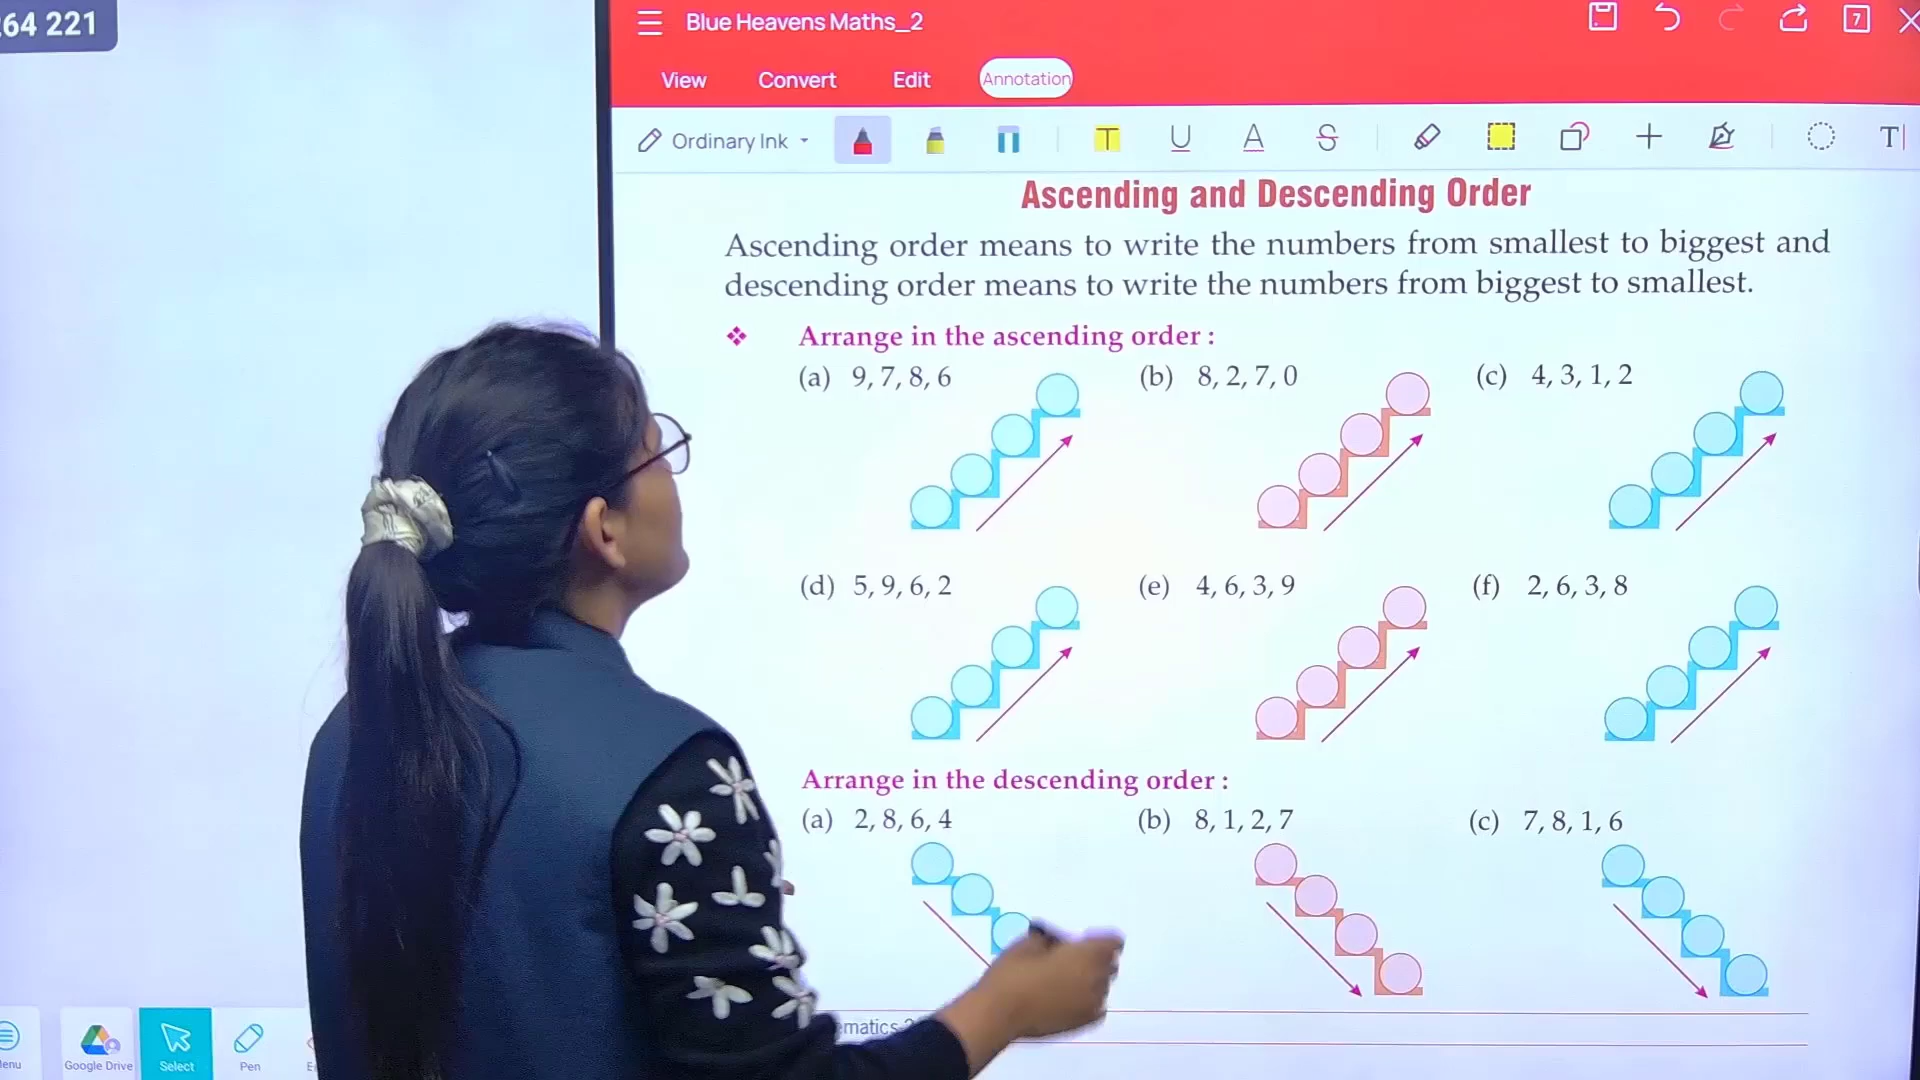 64 221
Blue Heavens Maths_2
7
View Convert Edit Annotation
Ordinary Ink
Ascending and Descending Order
Ascending order means to write the numbers from smallest to biggest and
descending order means to write the numbers from biggest to smallest.
❖ Arrange in the ascending order :
(a) 9, 7, 8, 6 (b) 8, 2, 7, 0 (c) 4, 3, 1, 2
(d) 5, 9, 6, 2 (e) 4, 6, 3, 9 (f) 2, 6, 3, 8
Arrange in the descending order :
(a) 2, 8, 6, 4 (b) 8, 1, 2, 7 (c) 7, 8, 1, 6
ematics
enu Google Drive Select Pen